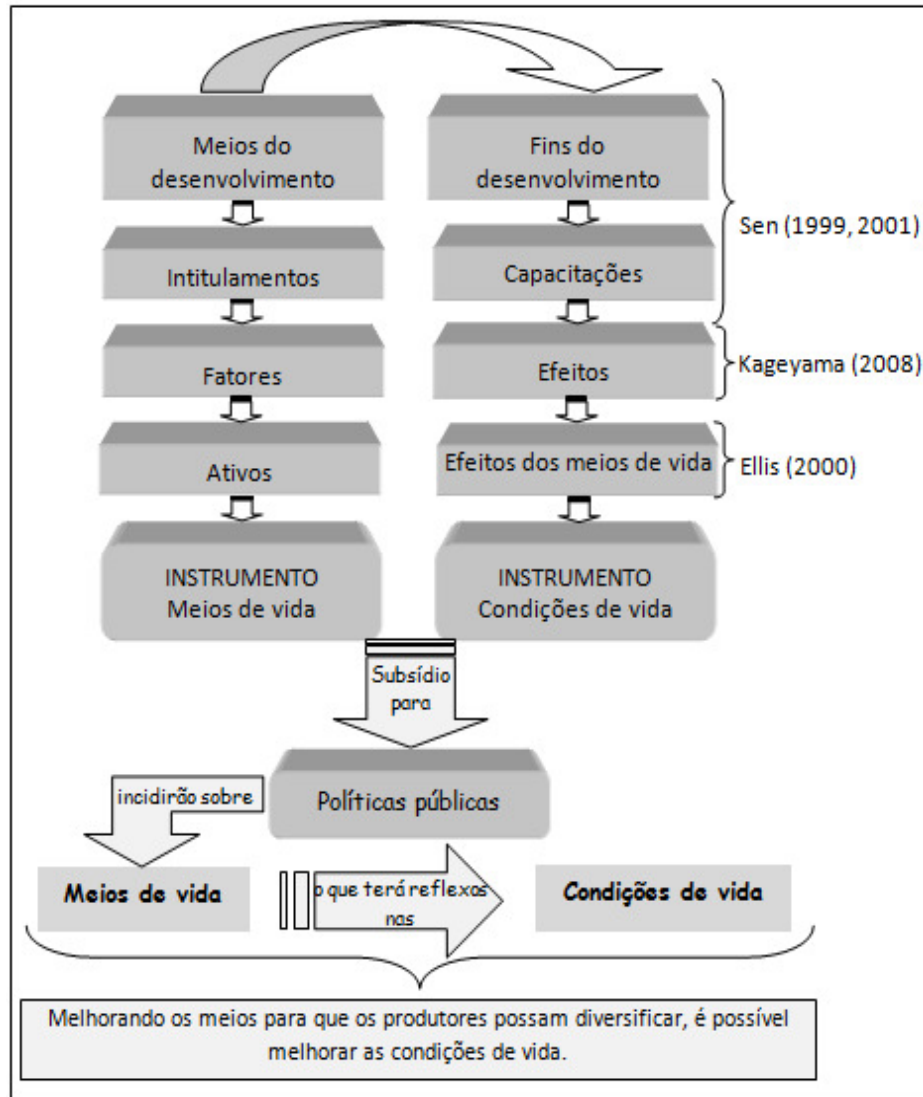 Meios do
desenvolvimento
Fins do
desenvolvimento
Sen (1999, 2001)
Intitulamentos
Capacitações
Fatores
Efeitos
Kageyama (2008)
Ativos
Efeitos dos meios de vida
Ellis (2000)
INSTRUMENTO
Meios de vida
INSTRUMENTO
Condições de vida
Subsídio
para
Políticas públicas
incidirão sobre
Meios de vida
o que terá reflexos
nas
Condições de vida
Melhorando os meios para que os produtores possam diversificar, é possível
melhorar as condições de vida.